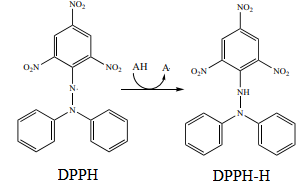 NO₂
NO₂
O₂N
NO₂
O₂N
NO₂
AH
A·
N·
NH
N
N
DPPH
DPPH-H